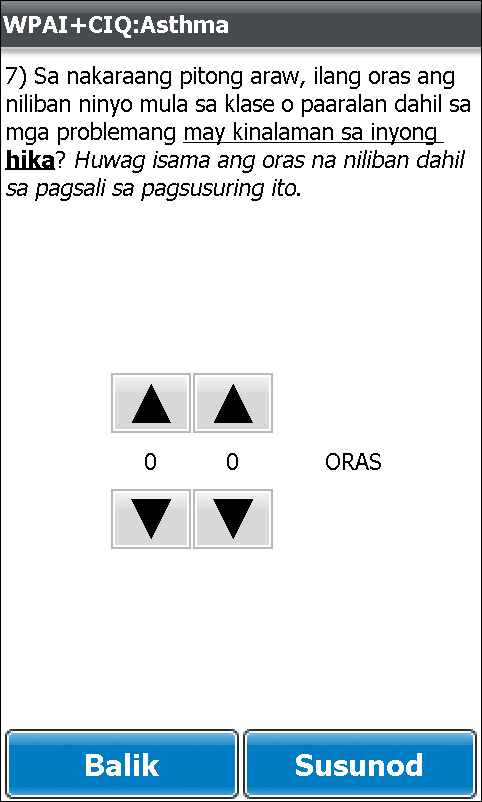 WPAI+CIQ:Asthma
7) Sa nakaraang pitong araw, ilang oras ang
niliban ninyo mula sa klase o paaralan dahil sa
mga problemang may kinalaman sa inyong
hika? Huwag isama ang oras na niliban dahil
sa pagsali sa pagsusuring ito.
0 0 ORAS
Balik Susunod